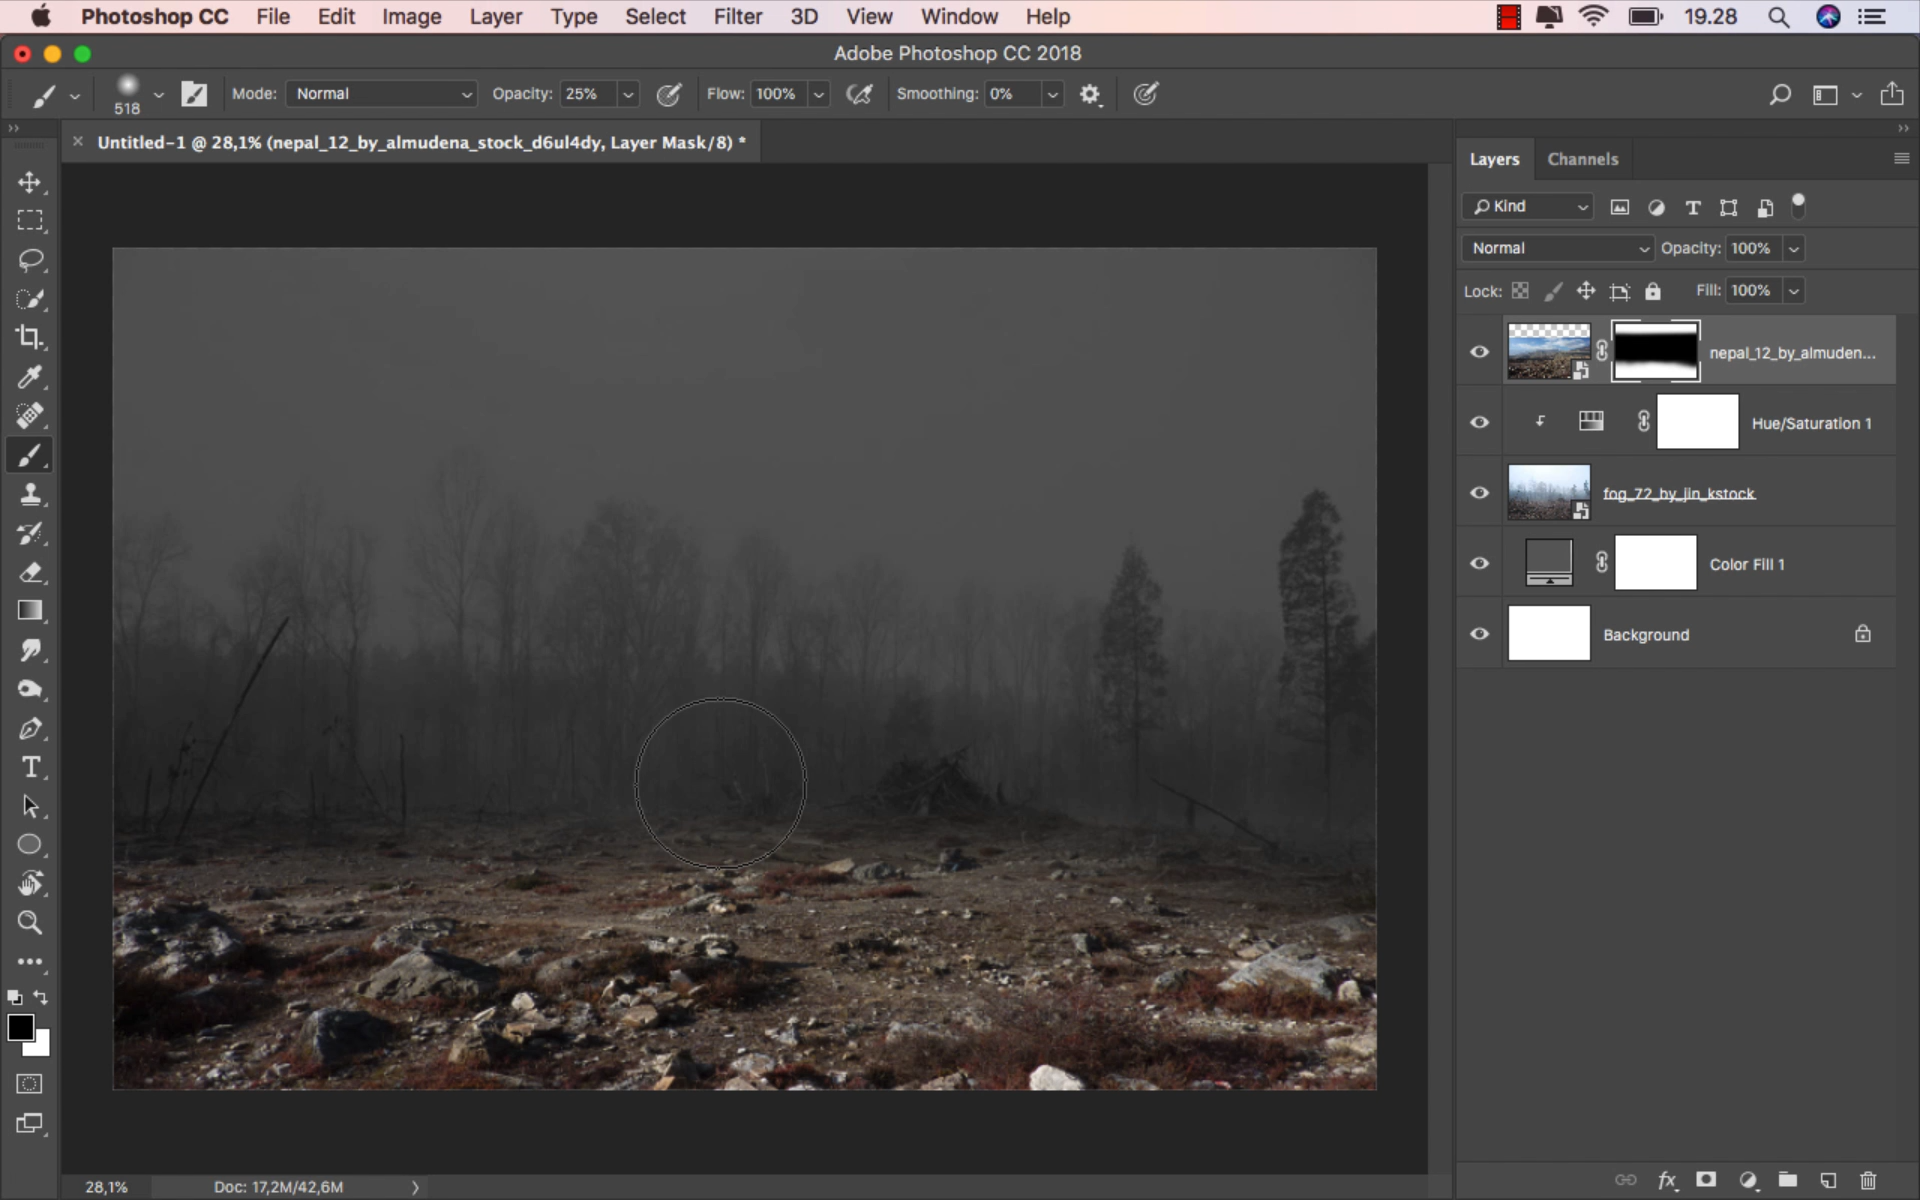 Photoshop CC File Edit Image Layer Type Select Filter 3D View Window Help 19.28
Adobe Photoshop CC 2018
518 Mode: Normal Opacity: 25% Flow: 100% Smoothing: 0%
Untitled-1 @ 28,1% (nepal_12_by_almudena_stock_d6ul4dy, Layer Mask/8) *
Layers Channels
Kind
Normal Opacity: 100%
Lock: Fill: 100%
nepal_12_by_almuden...
Hue/Saturation 1
fog_72_by_jin_kstock
Color Fill 1
Background
28,1% Doc: 17,2M/42,6M